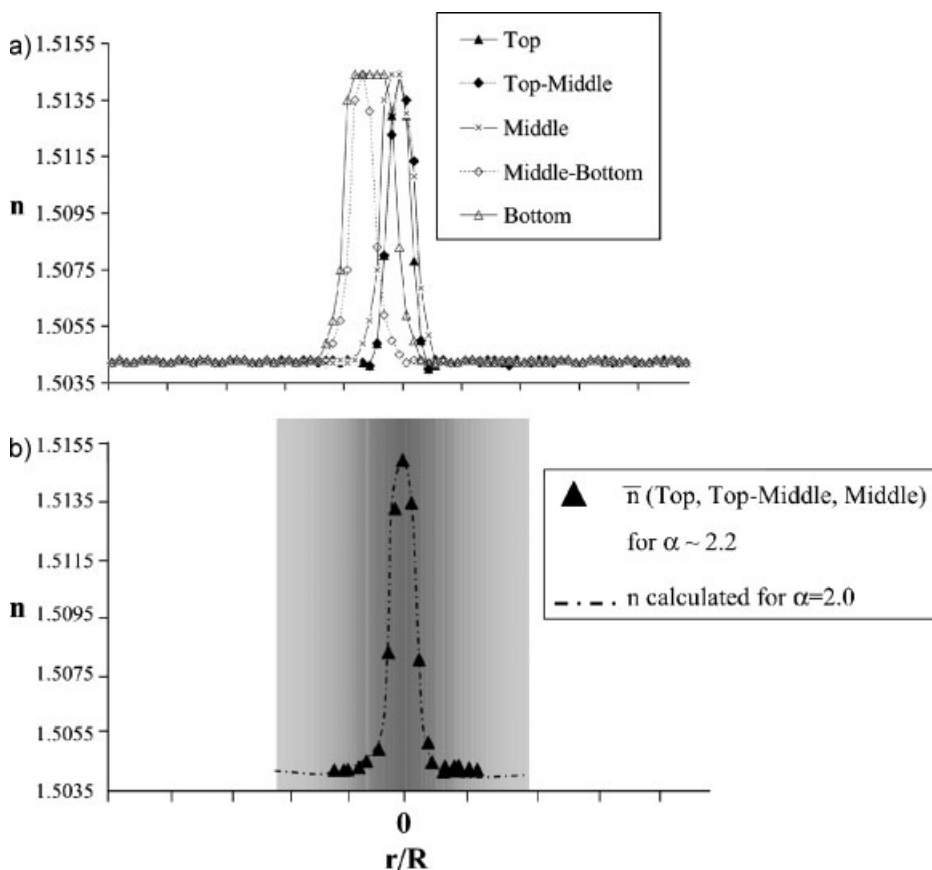 a)
1.5155
1.5135
1.5115
n
1.5095
1.5075
1.5055
1.5035
Top
Top-Middle
Middle
Middle-Bottom
Bottom
b)
1.5155
1.5135
1.5115
n
1.5095
1.5075
1.5055
1.5035
0
r/R
n̅ (Top, Top-Middle, Middle)
for α ~ 2.2
n calculated for α=2.0